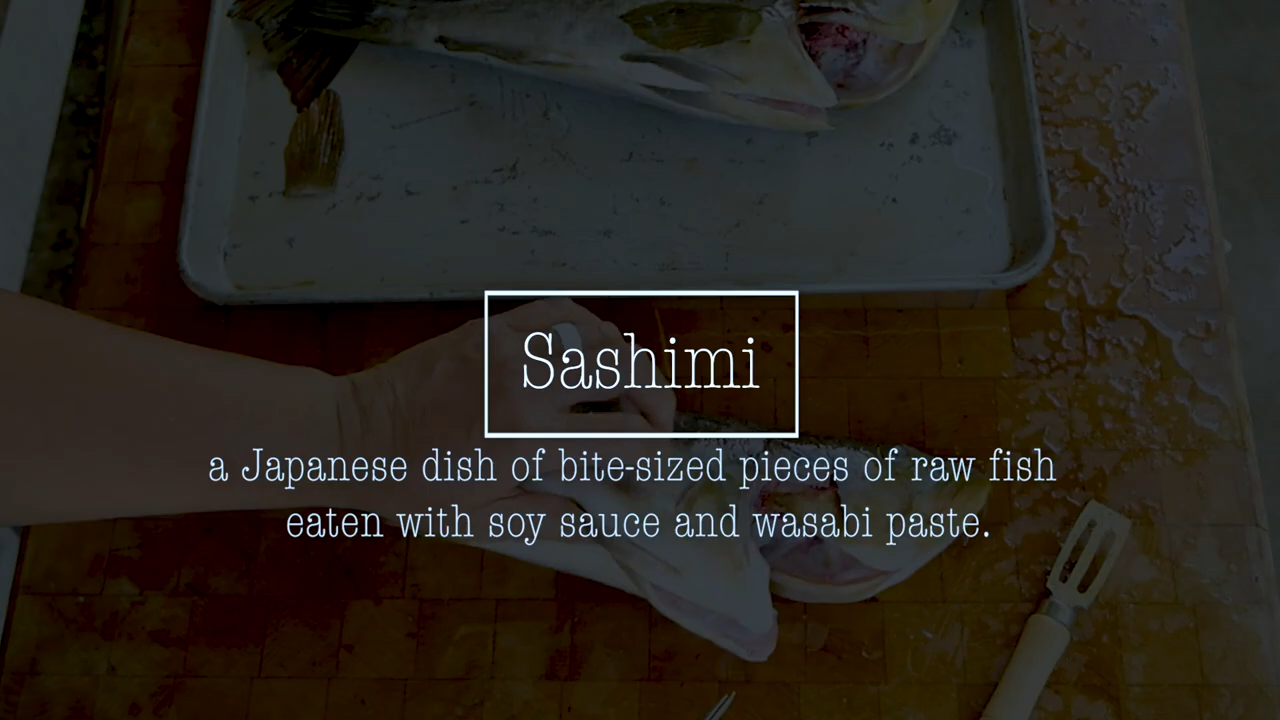 Sashimi
a Japanese dish of bite-sized pieces of raw fish
eaten with soy sauce and wasabi paste.